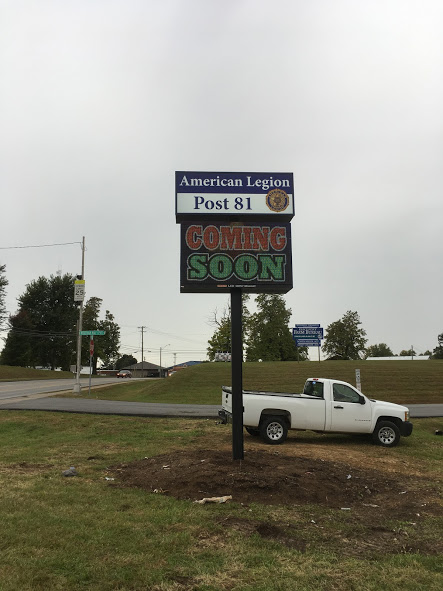 American Legion
Post 81
COMING
SOON